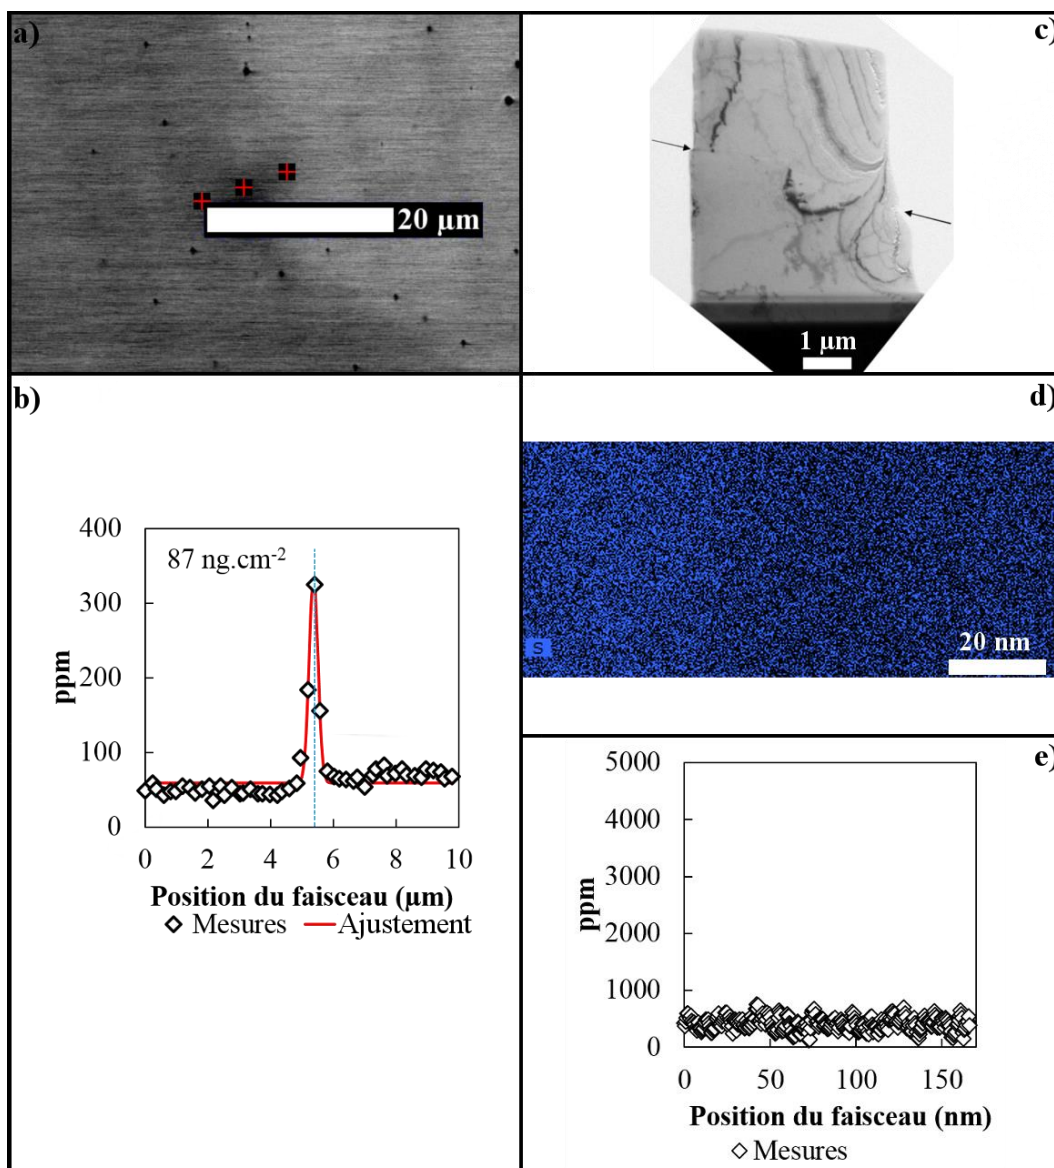 a)
20 µm
b)
400
300
200
100
0
ppm
87 ng.cm-2
0 2 4 6 8 10
Position du faisceau (µm)
Mesures Ajustement
c)
1 µm
d)
S
20 nm
e)
5000
4000
3000
2000
1000
0
ppm
0 50 100 150
Position du faisceau (nm)
Mesures